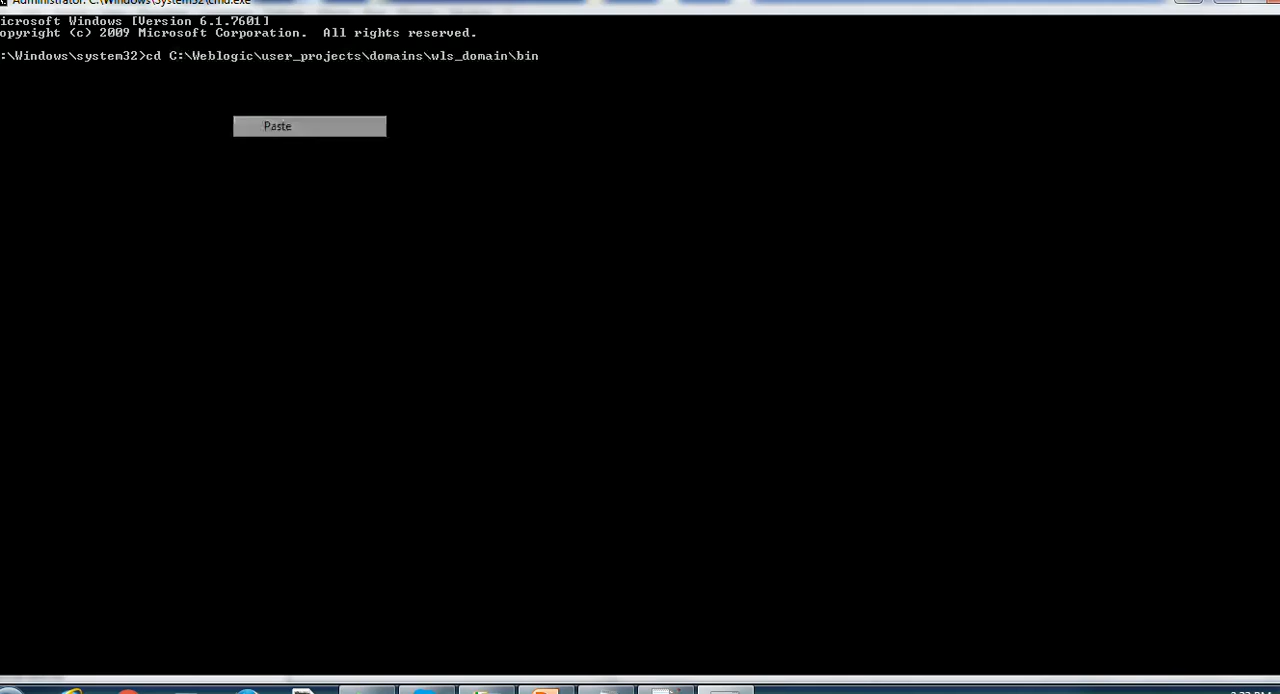 Administrator: C:\Windows\System32\cmd.exe
icrosoft Windows [Version 6.1.7601]
opyright (c) 2009 Microsoft Corporation.  All rights reserved.
:\Windows\system32>cd C:\Weblogic\user_projects\domains\wls_domain\bin
Paste